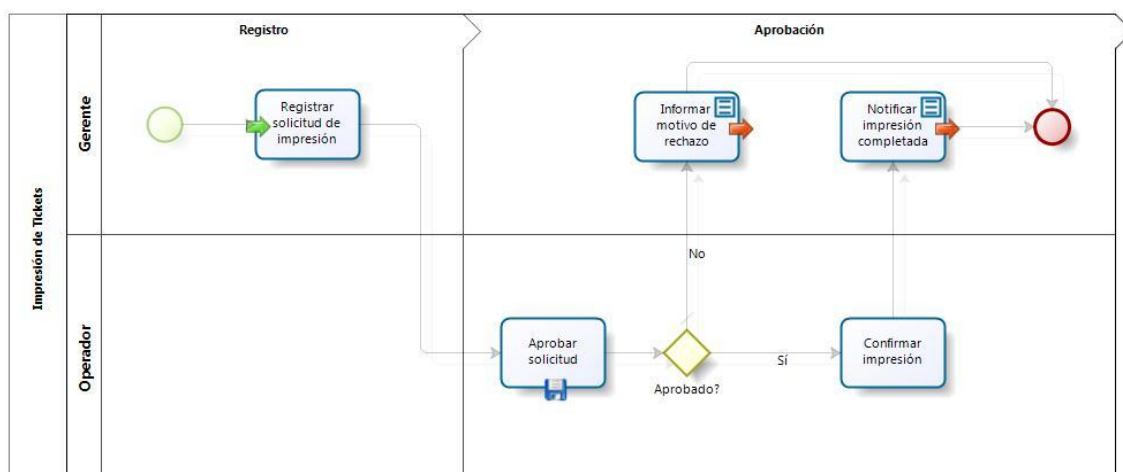 Registro
Aprobación
Impresión de Tickets
Gerente
Registrar
solicitud de
impresión
Informar
motivo de
rechazo
Notificar
impresión
completada
Operador
No
Aprobar
solicitud
Aprobado?
Sí
Confirmar
impresión